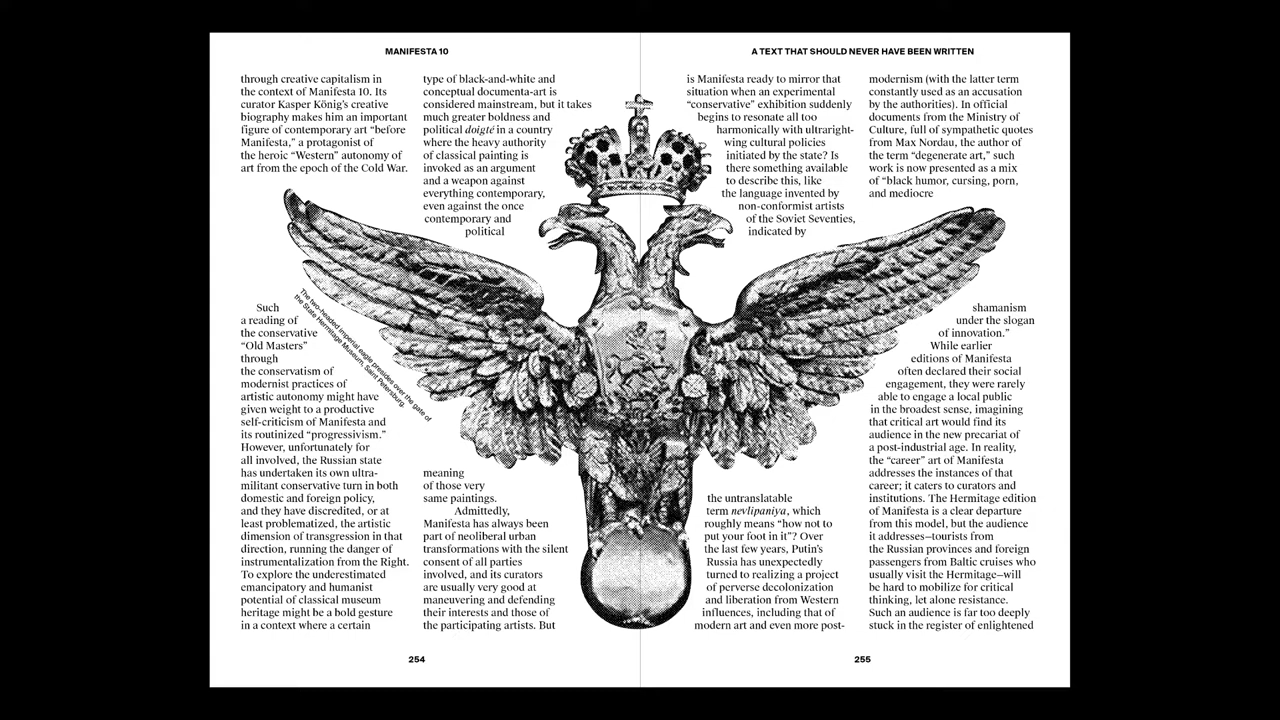 MANIFESTA 10
through creative capitalism in
the context of Manifesta 10. Its
curator Kasper König’s creative
biography makes him an important
figure of contemporary art “before
Manifesta,” a protagonist of
the heroic “Western” autonomy of
art from the epoch of the Cold War.
Such
a reading of
the conservative
“Old Masters”
through
the conservatism of
modernist practices of
artistic autonomy might have
given weight to a productive
self-criticism of Manifesta and
its routinized “progressivism.”
However, unfortunately for
all involved, the Russian state
has undertaken its own ultra-
militant conservative turn in both
domestic and foreign policy,
and they have discredited, or at
least problematized, the artistic
dimension of transgression in that
direction, running the danger of
instrumentalization from the Right.
To explore the underestimated
emancipatory and humanist
potential of classical museum
heritage might be a bold gesture
in a context where a certain
The two-headed imperial eagle presides over the gate of
the State Hermitage Museum, Saint Petersburg.
type of black-and-white and
conceptual documenta-art is
considered mainstream, but it takes
much greater boldness and
political doigté in a country
where the heavy authority
of classical painting is
invoked as an argument
and a weapon against
everything contemporary,
even against the once
contemporary and
political
meaning
of those very
same paintings.
Admittedly,
Manifesta has always been
part of neoliberal urban
transformations with the silent
consent of all parties
involved, and its curators
are usually very good at
maneuvering and defending
their interests and those of
the participating artists. But
254
A TEXT THAT SHOULD NEVER HAVE BEEN WRITTEN
is Manifesta ready to mirror that
situation when an experimental
“conservative” exhibition suddenly
begins to resonate all too
harmonically with ultraright-
wing cultural policies
initiated by the state? Is
there something available
to describe this, like
the language invented by
non-conformist artists
of the Soviet Seventies,
indicated by
the untranslatable
term nevlipaniya, which
roughly means “how not to
put your foot in it”? Over
the last few years, Putin’s
Russia has unexpectedly
turned to realizing a project
of perverse decolonization
and liberation from Western
influences, including that of
modern art and even more post-
modernism (with the latter term
constantly used as an accusation
by the authorities). In official
documents from the Ministry of
Culture, full of sympathetic quotes
from Max Nordau, the author of
the term “degenerate art,” such
work is now presented as a mix
of “black humor, cursing, porn,
and mediocre
shamanism
under the slogan
of innovation.”
While earlier
editions of Manifesta
often declared their social
engagement, they were rarely
able to engage a local public
in the broadest sense, imagining
that critical art would find its
audience in the new precariat of
a post-industrial age. In reality,
the “career” art of Manifesta
addresses the instances of that
career; it caters to curators and
institutions. The Hermitage edition
of Manifesta is a clear departure
from this model, but the audience
it addresses—tourists from
the Russian provinces and foreign
passengers from Baltic cruises who
usually visit the Hermitage—will
be hard to mobilize for critical
thinking, let alone resistance.
Such an audience is far too deeply
stuck in the register of enlightened
255